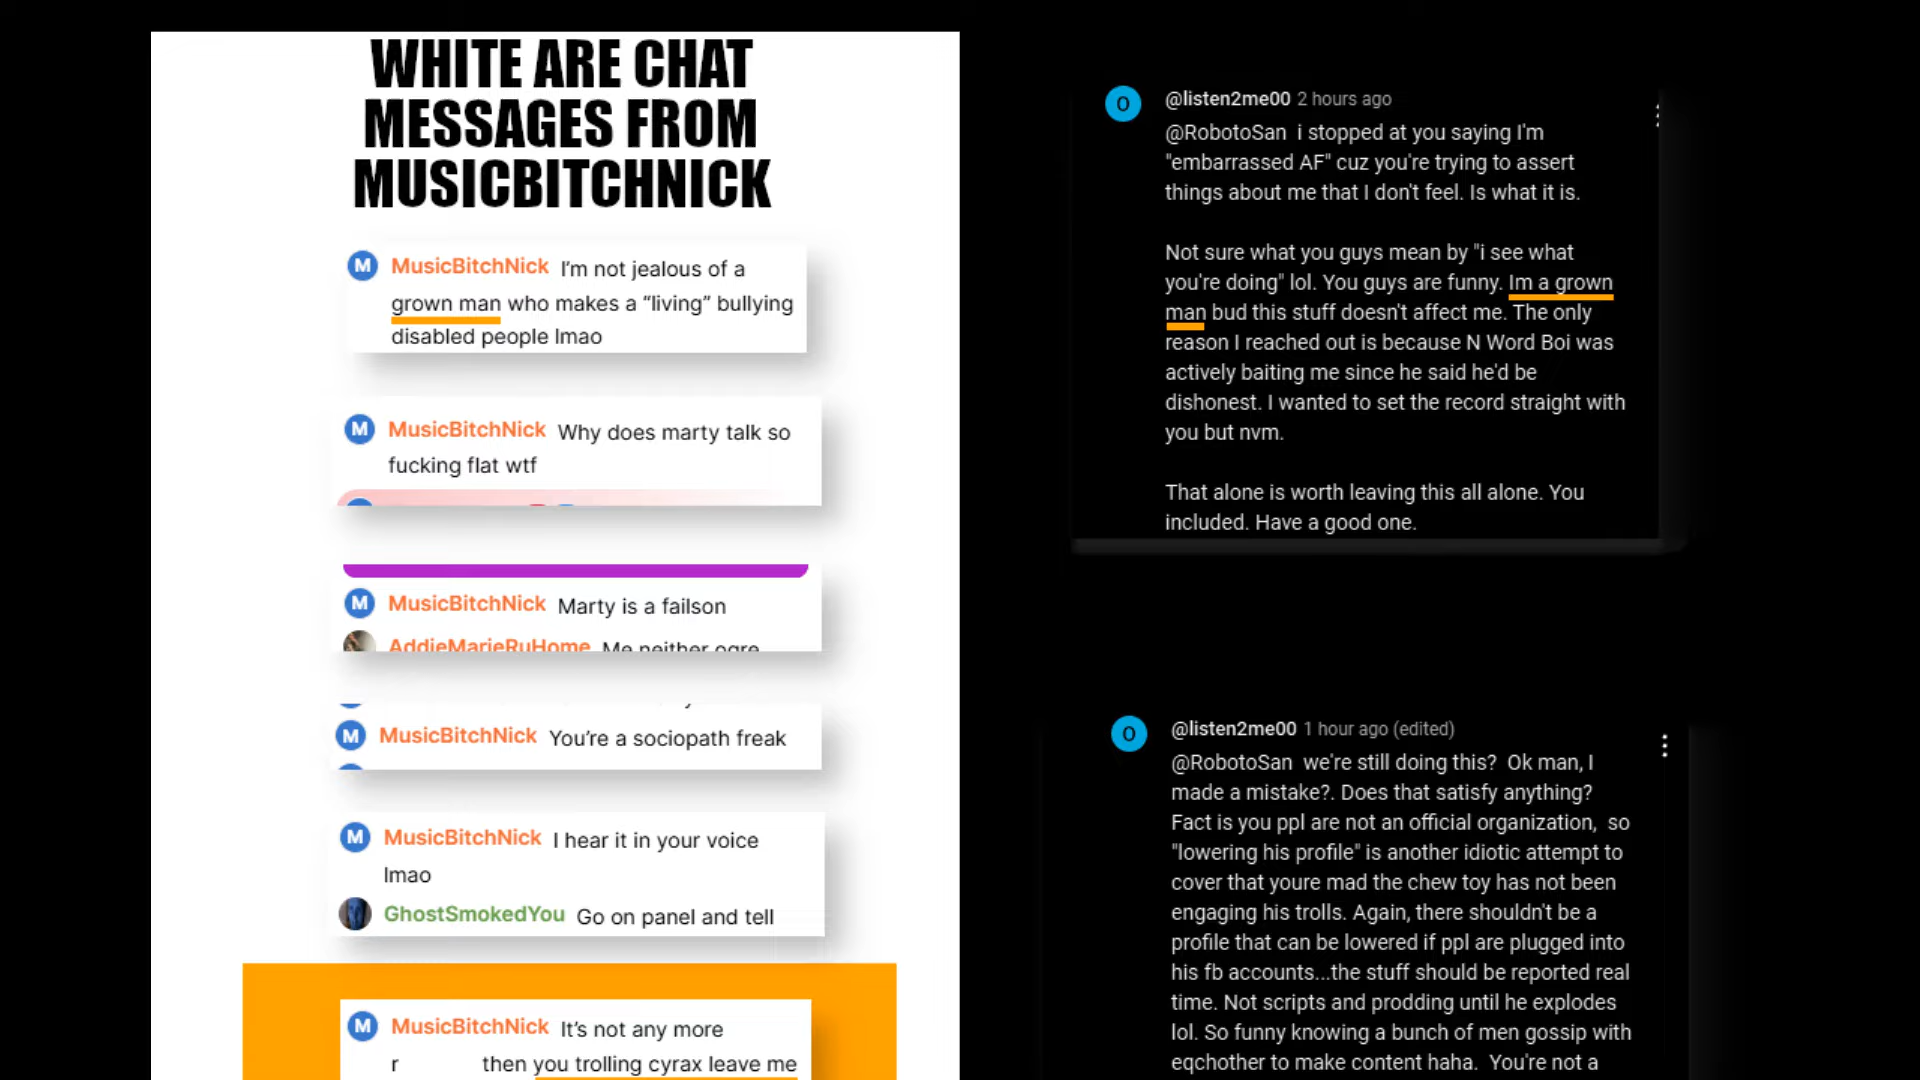 WHITE ARE CHAT
MESSAGES FROM
MUSICBITCHNICK
M MusicBitchNick I'm not jealous of a
grown man who makes a “living” bullying
disabled people lmao
M MusicBitchNick Why does marty talk so
fucking flat wtf
M MusicBitchNick Marty is a failson
AddieMarieRuHome Me neither ogre
M MusicBitchNick You're a sociopath freak
M MusicBitchNick I hear it in your voice
lmao
GhostSmokedYou Go on panel and tell
M MusicBitchNick It's not any more
r then you trolling cyrax leave me
O @listen2me00 2 hours ago
@RobotoSan i stopped at you saying I'm
"embarrassed AF" cuz you're trying to assert
things about me that I don't feel. Is what it is.
Not sure what you guys mean by "i see what
you're doing" lol. You guys are funny. Im a grown
man bud this stuff doesn't affect me. The only
reason I reached out is because N Word Boi was
actively baiting me since he said he'd be
dishonest. I wanted to set the record straight with
you but nvm.
That alone is worth leaving this all alone. You
included. Have a good one.
O @listen2me00 1 hour ago (edited)
@RobotoSan we're still doing this? Ok man, I
made a mistake?. Does that satisfy anything?
Fact is you ppl are not an official organization, so
"lowering his profile" is another idiotic attempt to
cover that youre mad the chew toy has not been
engaging his trolls. Again, there shouldn't be a
profile that can be lowered if ppl are plugged into
his fb accounts...the stuff should be reported real
time. Not scripts and prodding until he explodes
lol. So funny knowing a bunch of men gossip with
eqchother to make content haha. You're not a